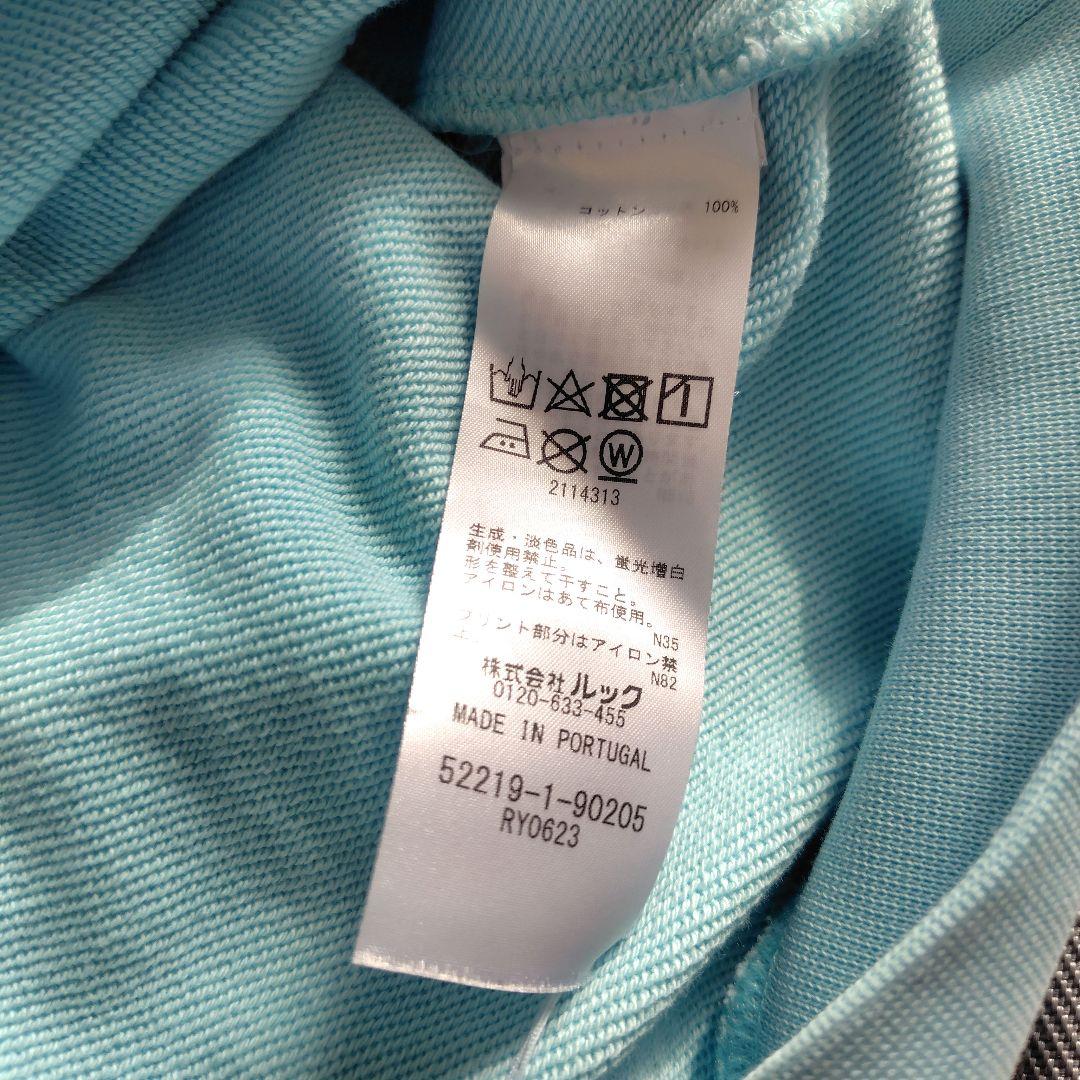 コットン 100%
W
2114313
生成・淡色品は、蛍光増白
剤使用禁止。
形を整えて干すこと。
アイロンはあて布使用。
N35
プリント部分はアイロン禁
N82
株式会社 ルック
0120-633-455
MADE IN PORTUGAL
52219-1-90205
RY0623